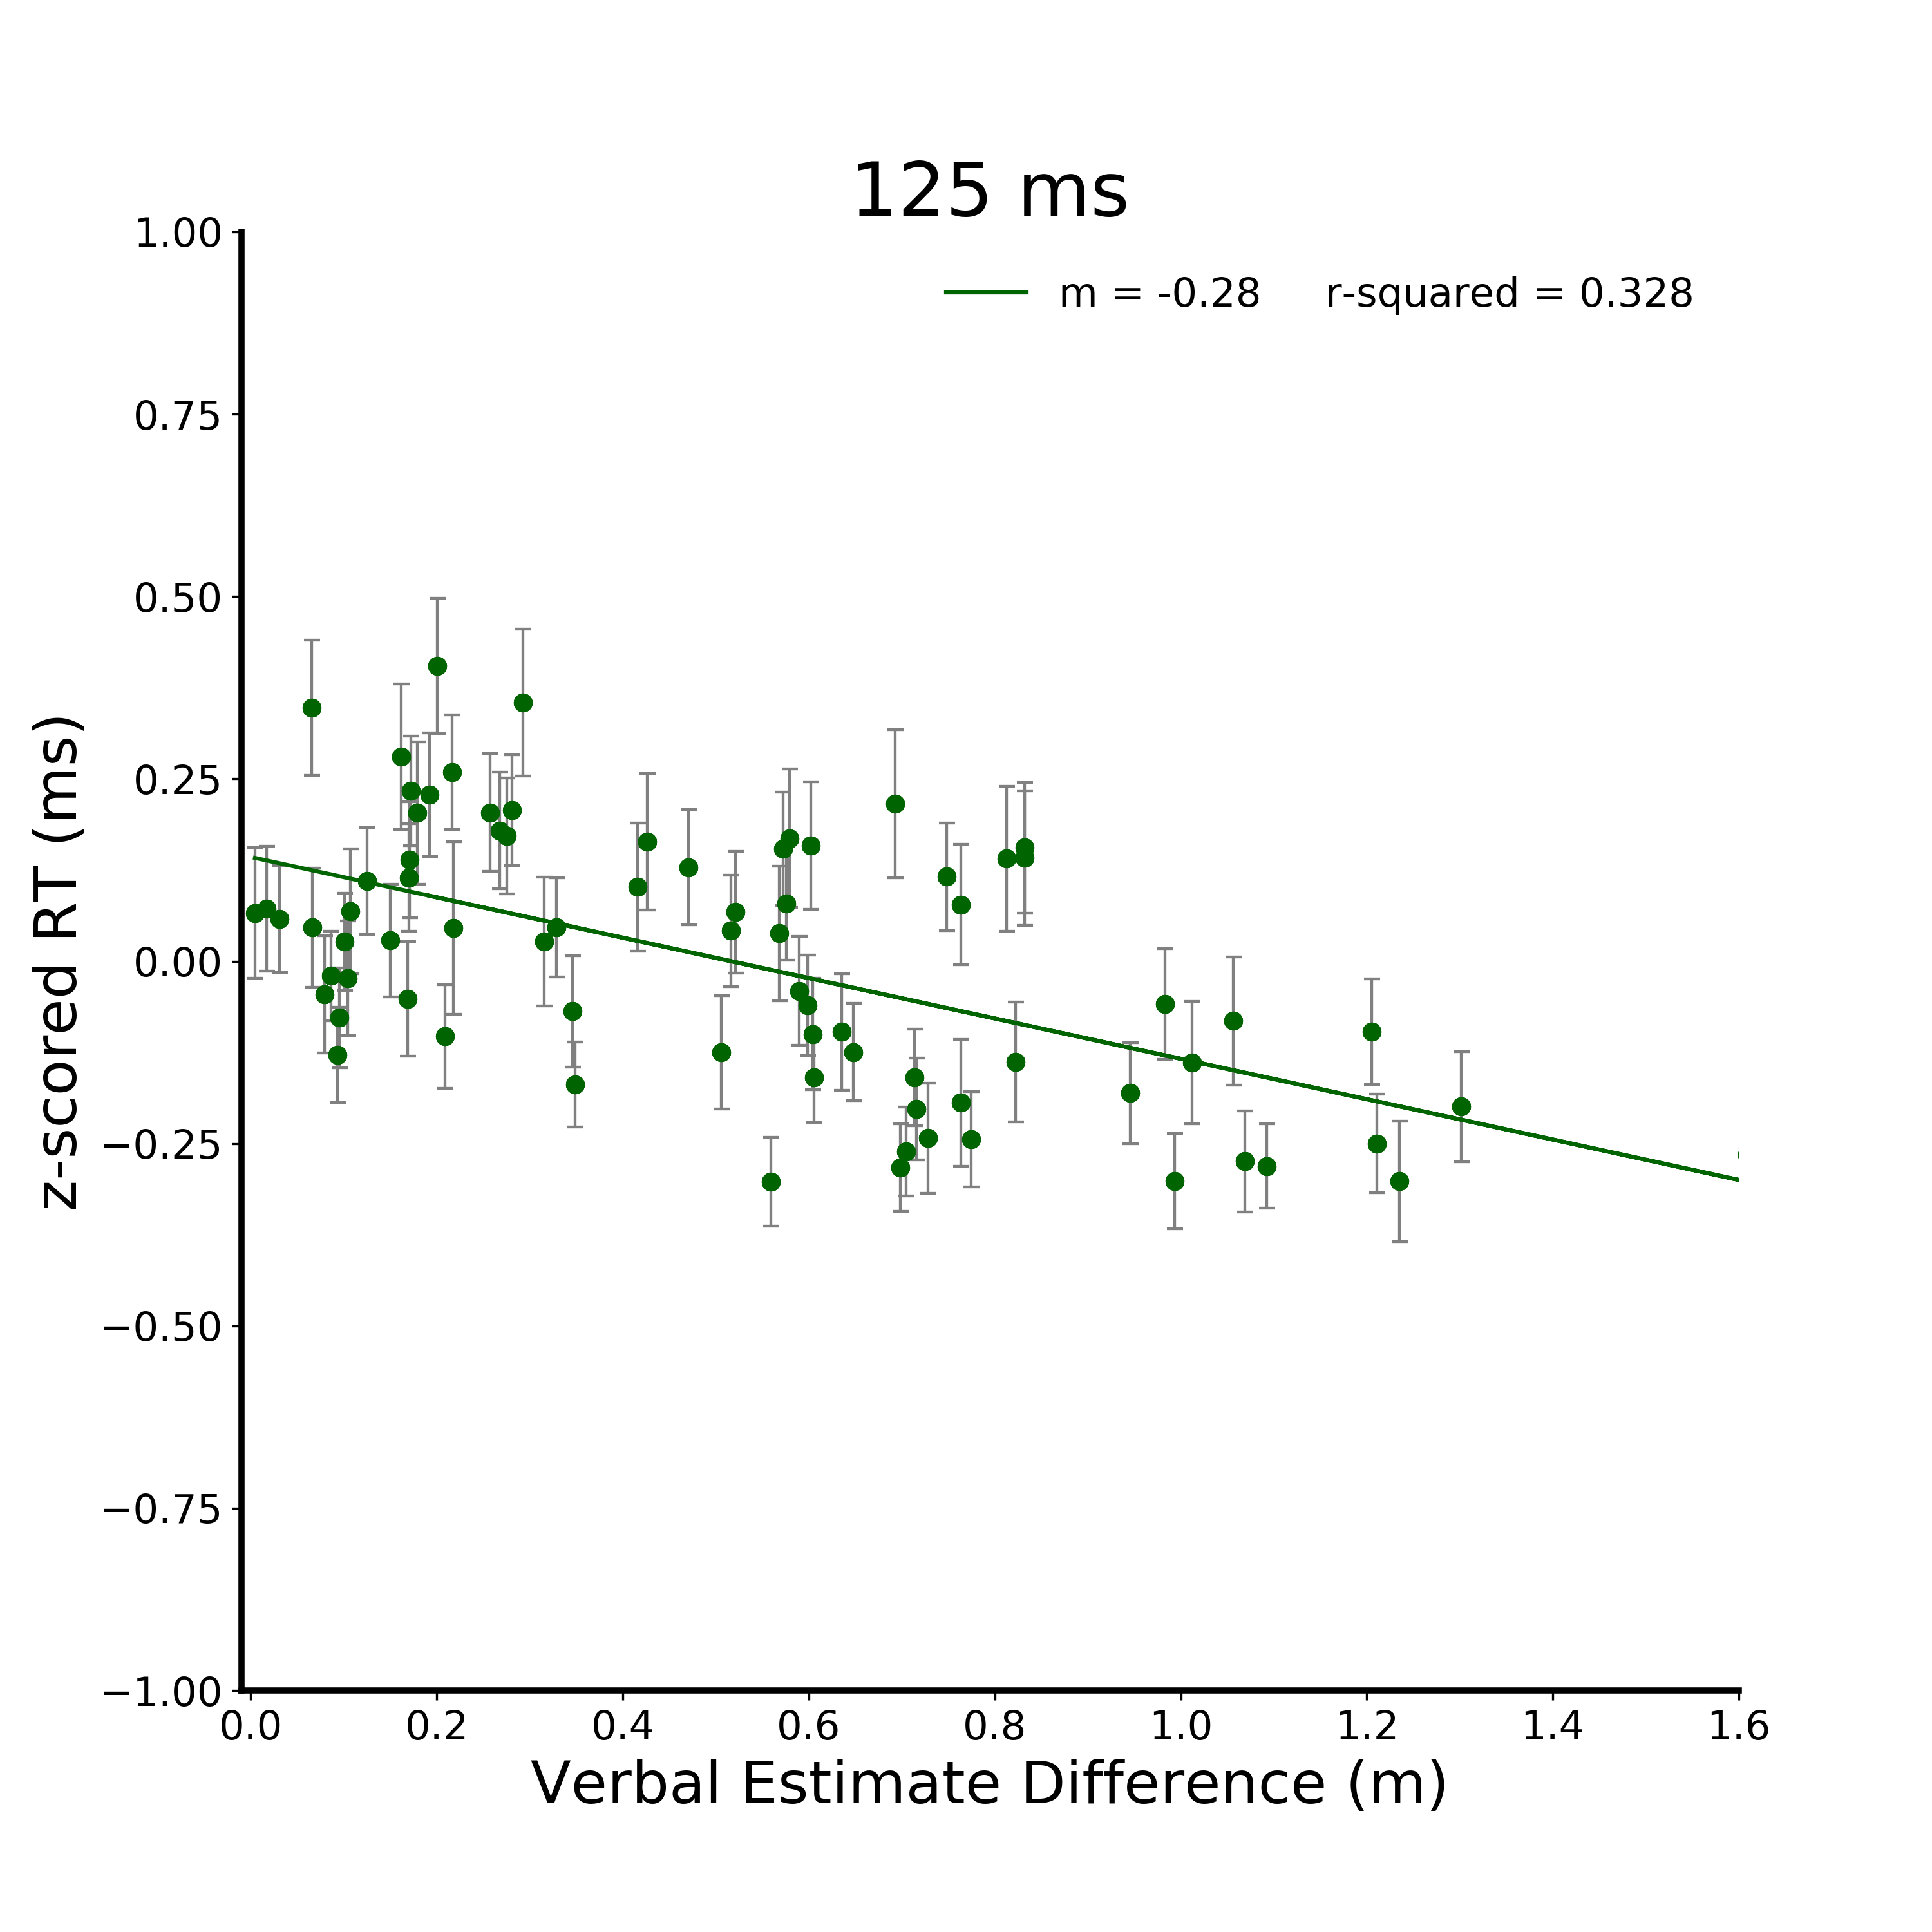 125 ms
m = -0.28 r-squared = 0.328
1.00
0.75
0.50
0.25
0.00
−0.25
−0.50
−0.75
−1.00
z-scored RT (ms)
0.0 0.2 0.4 0.6 0.8 1.0 1.2 1.4 1.6
Verbal Estimate Difference (m)